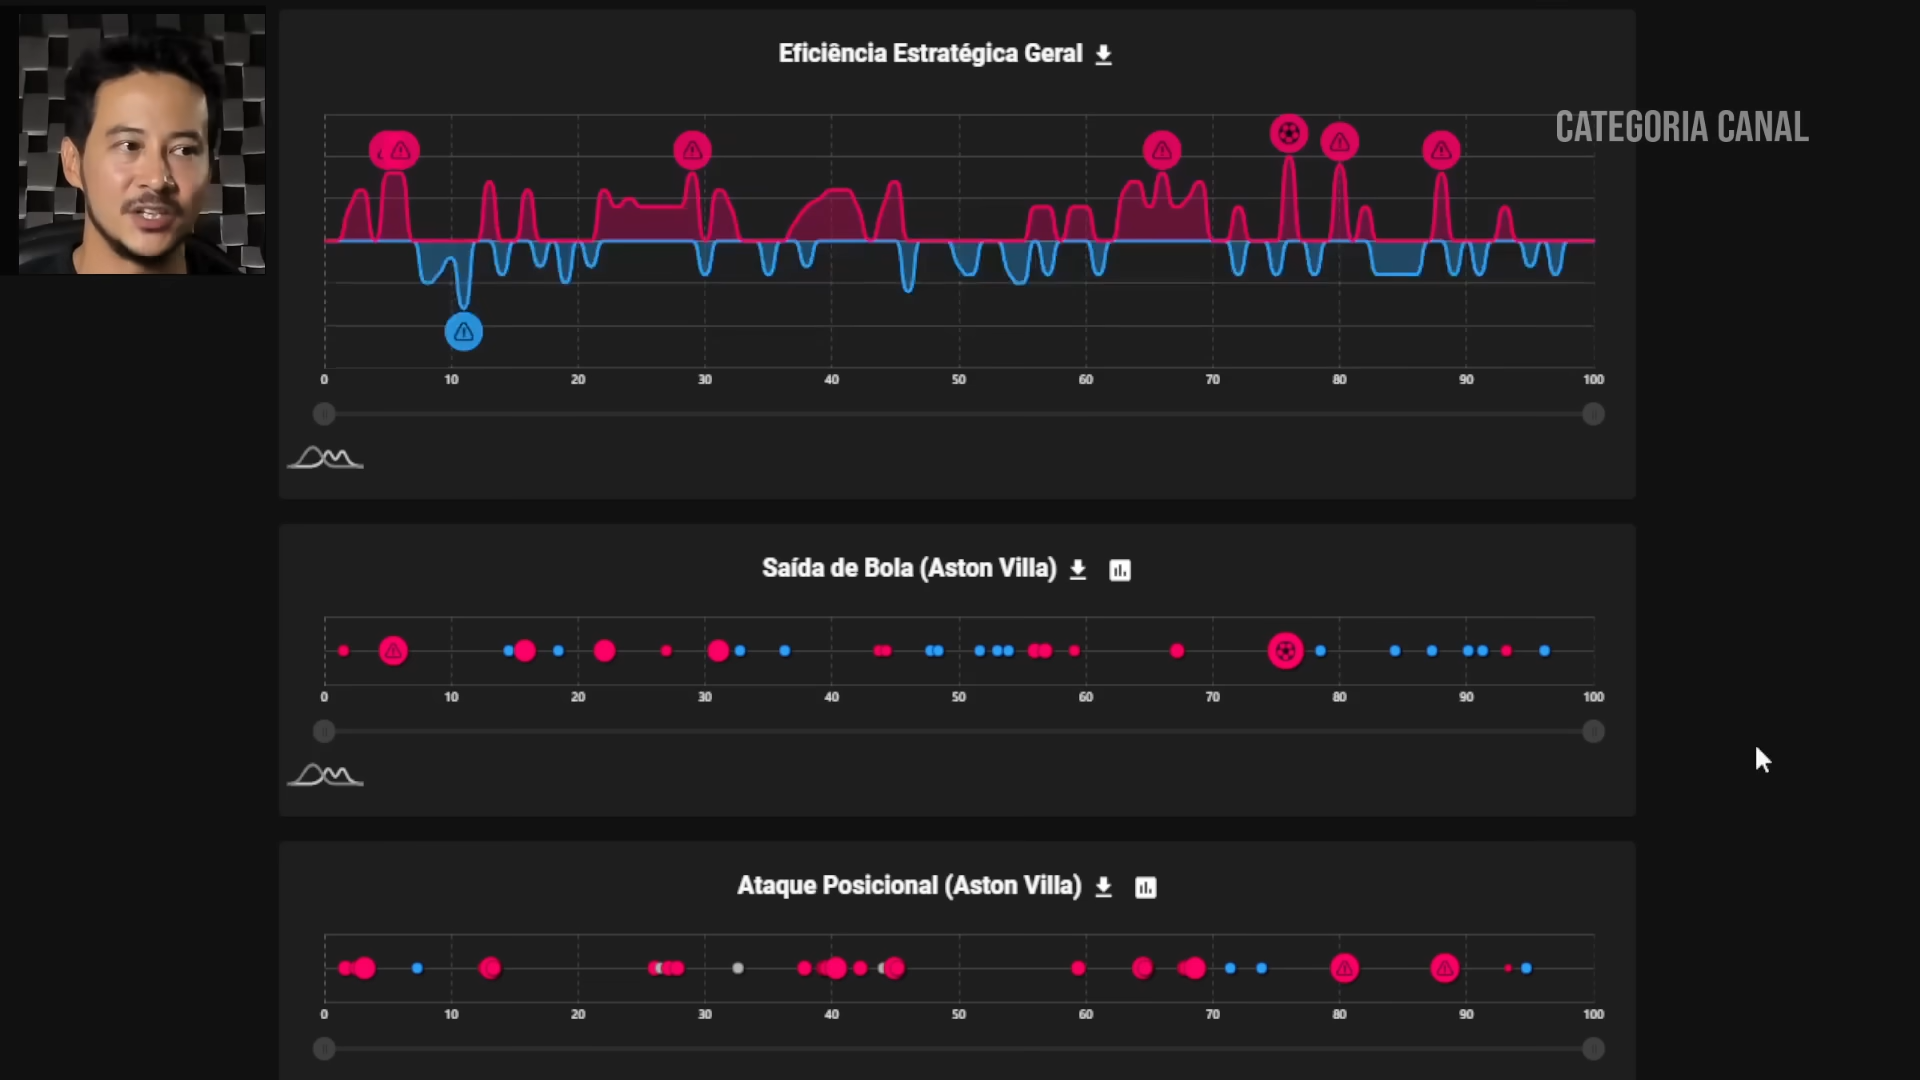 Eficiência Estratégica Geral
CATEGORIA CANAL
0 10 20 30 40 50 60 70 80 90 100
Saída de Bola (Aston Villa)
0 10 20 30 40 50 60 70 80 90 100
Ataque Posicional (Aston Villa)
0 10 20 30 40 50 60 70 80 90 100